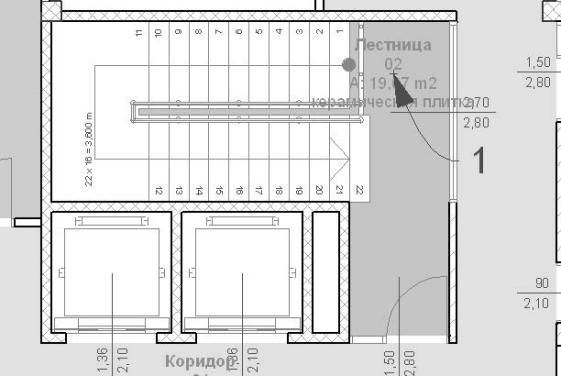 11 10 9 8 7 6 5 4 3 2 1
Лестница
02
A: 19,67 m2
керамическая плитка
2,70
2,80
1
22 x 16 = 3,600 m
12 13 14 15 16 17 18 19 20 21 22
1,50
2,80
90
2,10
1,36
2,10
2,10
1,50
2,80
Коридор